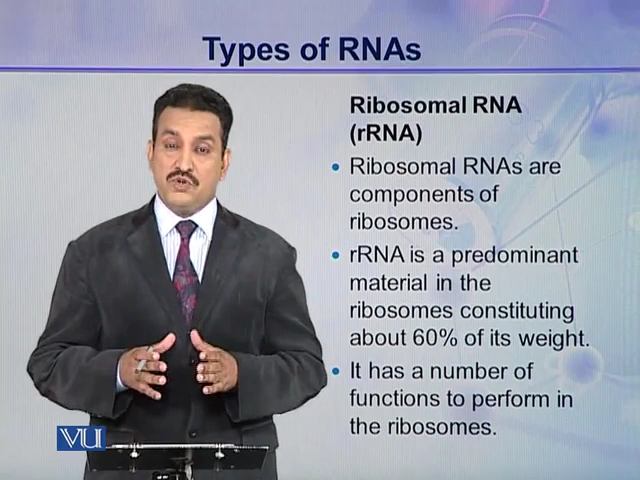 Types of RNAs
Ribosomal RNA
(rRNA)
• Ribosomal RNAs are
components of
ribosomes.
• rRNA is a predominant
material in the
ribosomes constituting
about 60% of its weight.
• It has a number of
functions to perform in
the ribosomes.
VU